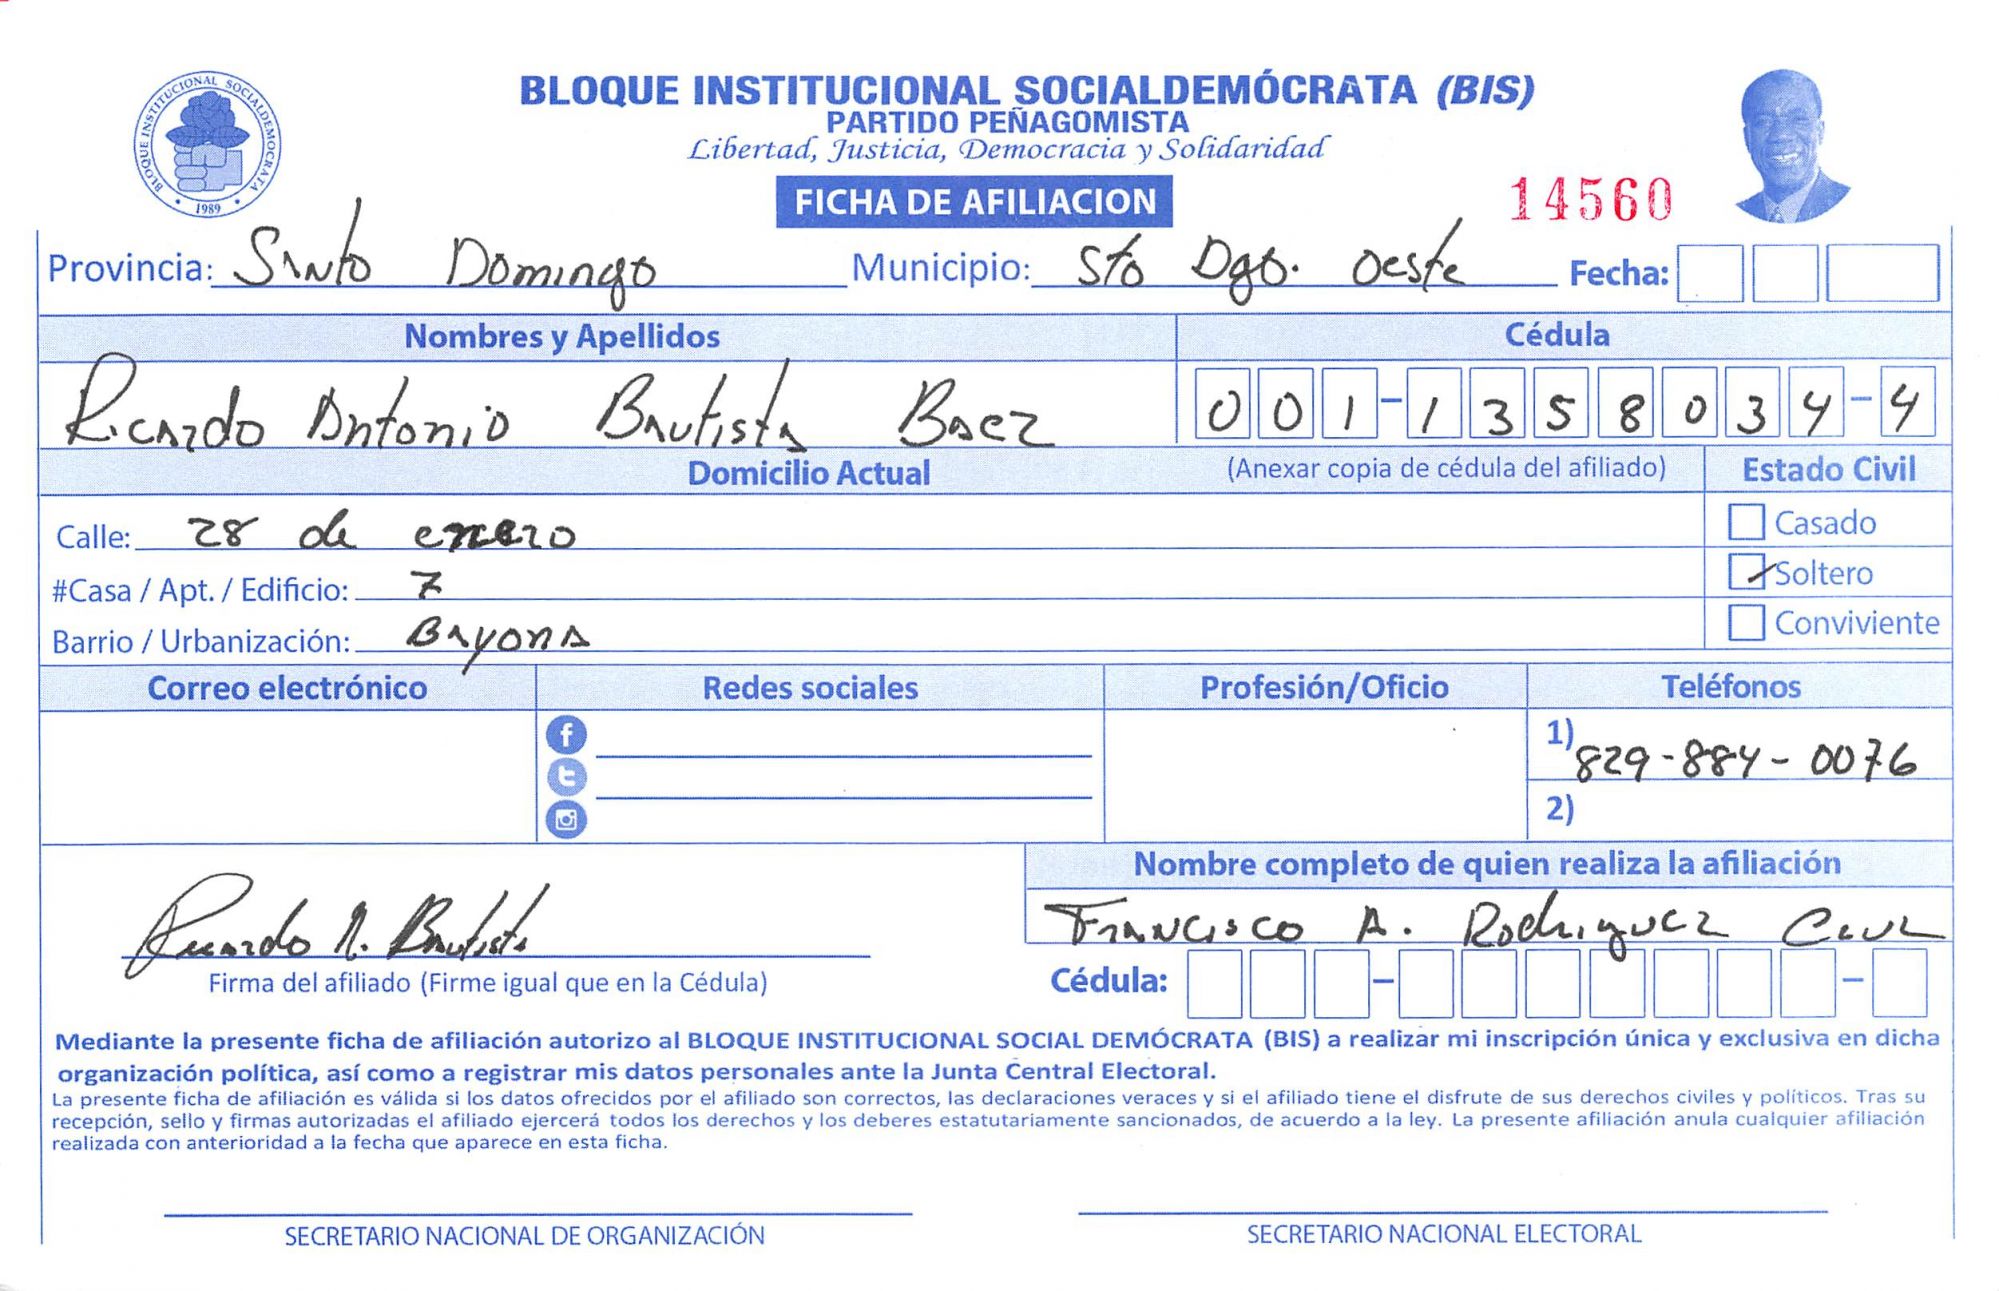 BLOQUE INSTITUCIONAL SOCIALDEMÓCRATA (BIS)
PARTIDO PEÑAGOMISTA
Libertad, Justicia, Democracia y Solidaridad
BLOQUE INSTITUCIONAL SOCIALDEMOCRATA
1989
FICHA DE AFILIACION
14560
Provincia: Santo Domingo Municipio: Sto Dgo. Oeste Fecha:
Nombres y Apellidos Cédula
Ricardo Antonio Bautista Baez 001-1358034-4
Domicilio Actual (Anexar copia de cédula del afiliado) Estado Civil
Calle: 28 de enero Casado
#Casa / Apt. / Edificio: 7 Soltero
Barrio / Urbanización: Bayona Conviviente
Correo electrónico Redes sociales Profesión/Oficio Teléfonos
1) 829-884-0076
2)
Nombre completo de quien realiza la afiliación
Francisco A. Rodriguez
Ricardo A. Bautista
Firma del afiliado (Firme igual que en la Cédula) Cédula:
Mediante la presente ficha de afiliación autorizo al BLOQUE INSTITUCIONAL SOCIAL DEMÓCRATA (BIS) a realizar mi inscripción única y exclusiva en dicha
organización política, así como a registrar mis datos personales ante la Junta Central Electoral.
La presente ficha de afiliación es válida si los datos ofrecidos por el afiliado son correctos, las declaraciones veraces y si el afiliado tiene el disfrute de sus derechos civiles y políticos. Tras su
recepción, sello y firmas autorizadas el afiliado ejercerá todos los derechos y los deberes estatutariamente sancionados, de acuerdo a la ley. La presente afiliación anula cualquier afiliación
realizada con anterioridad a la fecha que aparece en esta ficha.
SECRETARIO NACIONAL DE ORGANIZACIÓN SECRETARIO NACIONAL ELECTORAL